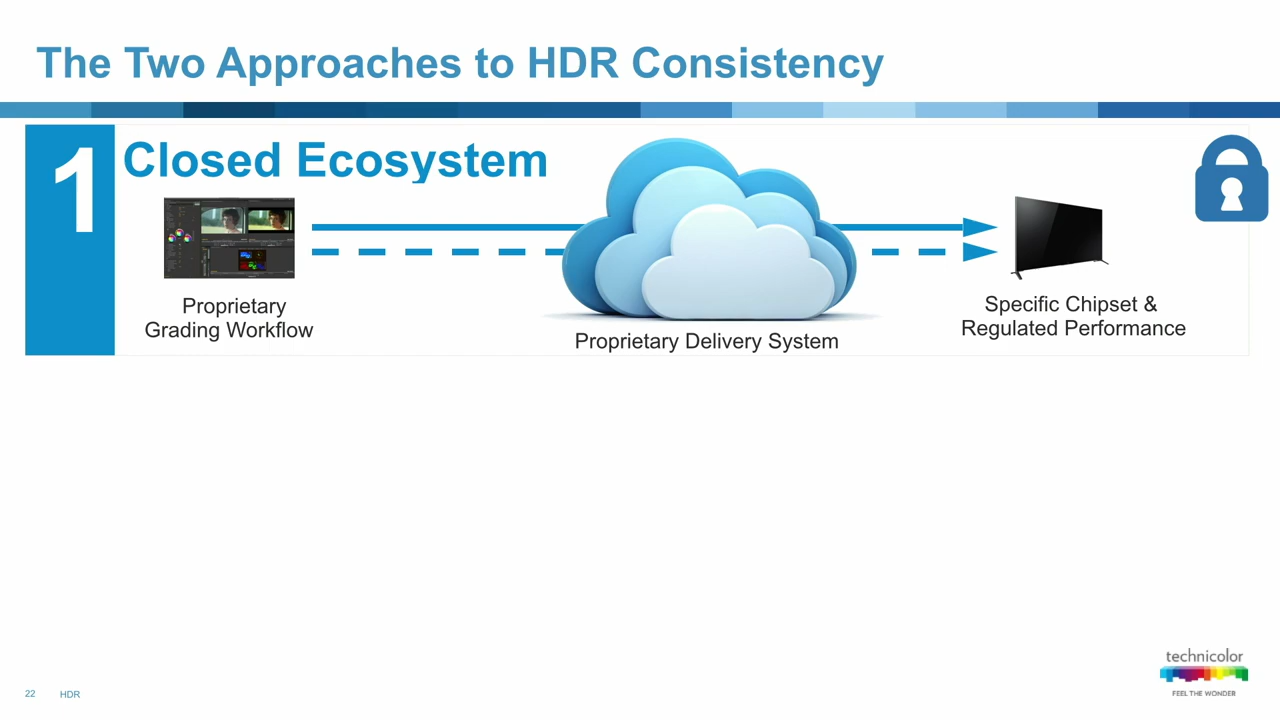 The Two Approaches to HDR Consistency
1
Closed Ecosystem
Proprietary
Grading Workflow
Proprietary Delivery System
Specific Chipset &
Regulated Performance
22
HDR
technicolor
FEEL THE WONDER